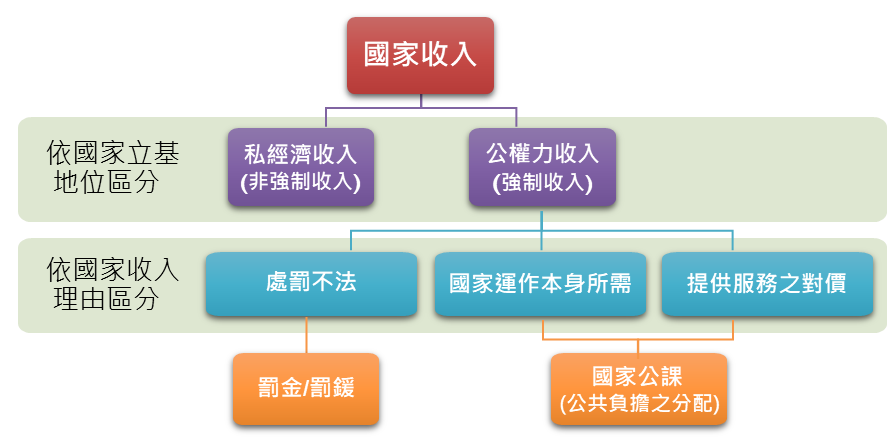 國家收入
依國家立基
地位區分
私經濟收入
(非強制收入)
公權力收入
(強制收入)
依國家收入
理由區分
處罰不法
國家運作本身所需
提供服務之對價
罰金/罰鍰
國家公課
(公共負擔之分配)